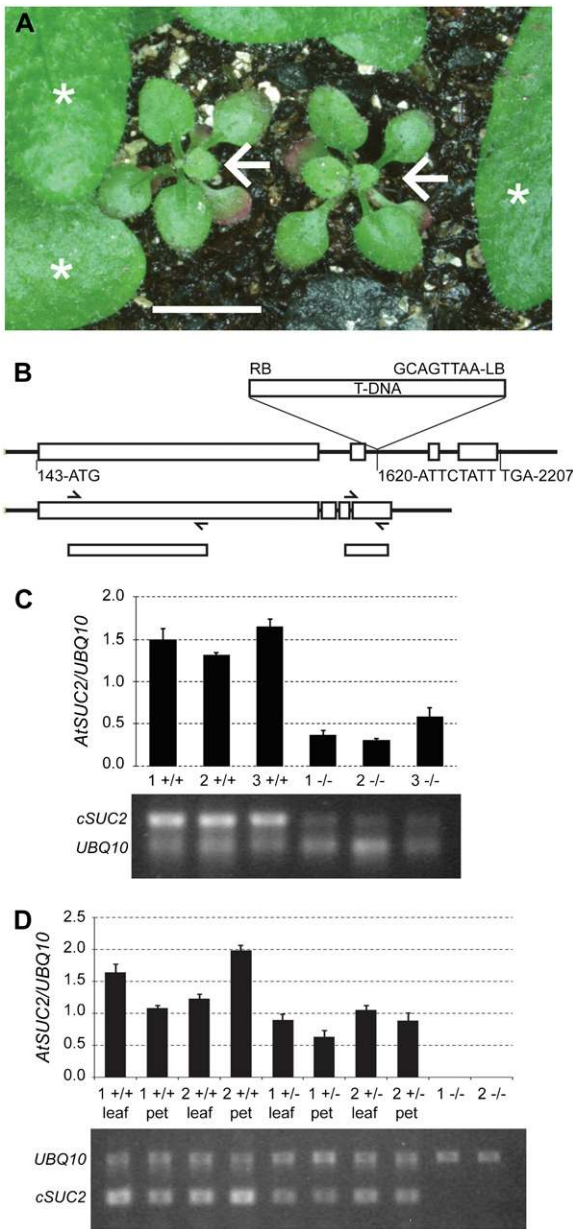 A
*
*
*
B
RB GCAGTTAA-LB
T-DNA
143-ATG 1620-ATTCTATT TGA-2207
C
AtSUC2/UBQ10
2.0
1.5
1.0
0.5
0.0
1 +/+ 2 +/+ 3 +/+ 1 -/- 2 -/- 3 -/-
cSUC2
UBQ10
D
AtSUC2/UBQ10
2.5
2.0
1.5
1.0
0.5
0.0
1 +/+ 1 +/+ 2 +/+ 2 +/+ 1 +/- 1 +/- 2 +/- 2 +/- 1 -/- 2 -/-
leaf pet leaf pet leaf pet leaf pet
UBQ10
cSUC2